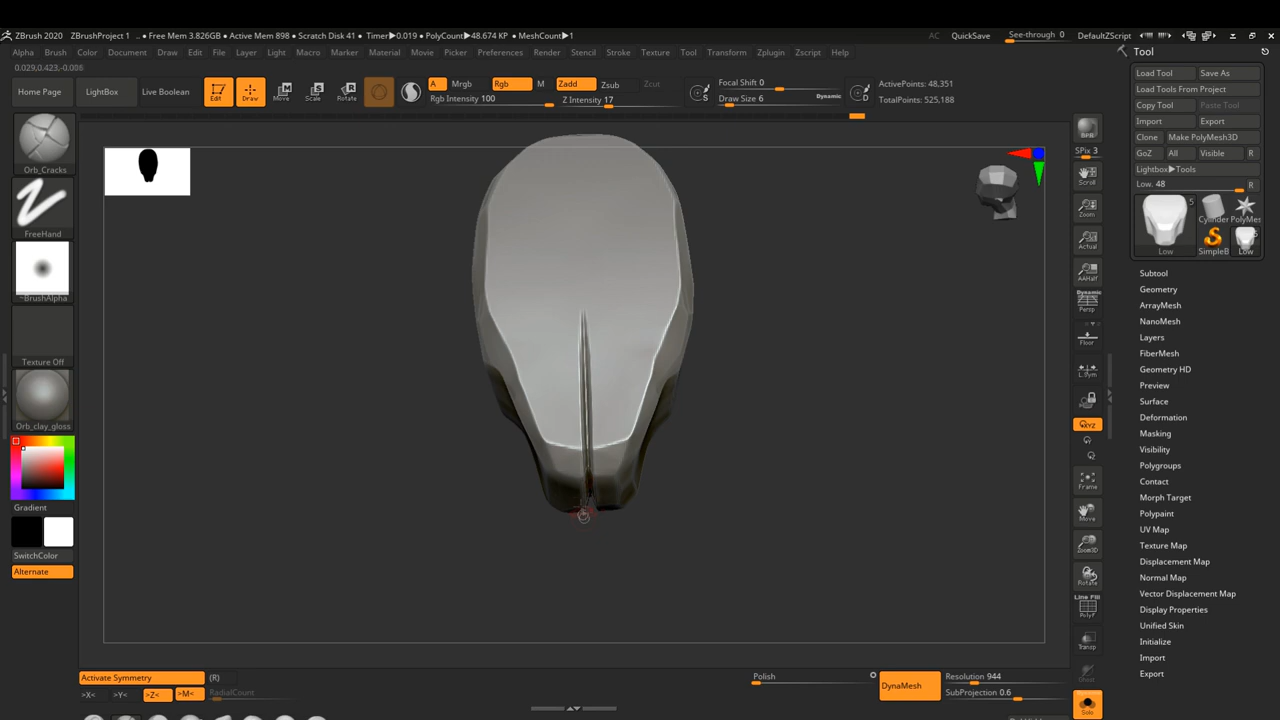 ZBrush 2020 ZBrushProject 1 .. • Free Mem 3.826GB • Active Mem 898 • Scratch Disk 41 • Timer▶0.019 • PolyCount▶48.674 KP • MeshCount▶1 AC QuickSave See-through 0 DefaultZScript
Alpha Brush Color Document Draw Edit File Layer Light Macro Marker Material Movie Picker Preferences Render Stencil Stroke Texture Tool Transform Zplugin Zscript Help
0.029,0.423,-0.006
Home Page LightBox Live Boolean Edit Draw Move Scale Rotate
A Mrgb Rgb M Zadd Zsub Zcut
Rgb Intensity 100 Z Intensity 17
S Focal Shift 0
Draw Size 6 Dynamic D
ActivePoints: 48,351
TotalPoints: 525,188
Orb_Cracks
FreeHand
~BrushAlpha
Texture Off
Orb_clay_gloss
Gradient
SwitchColor
Alternate
BPR
SPix 3
Scroll
Zoom
Actual
AAHalf
Dynamic
Persp
Floor
L.Sym
XYZ
Frame
Move
Zoom3D
Rotate
Line Fill
PolyF
Transp
Ghost
Solo
Tool
Load Tool Save As
Load Tools From Project
Copy Tool Paste Tool
Import Export
Clone Make PolyMesh3D
GoZ All Visible R
Lightbox▶Tools
Low. 48 R
5
Cylinder PolyMes
5
Low SimpleB Low
Subtool
Geometry
ArrayMesh
NanoMesh
Layers
FiberMesh
Geometry HD
Preview
Surface
Deformation
Masking
Visibility
Polygroups
Contact
Morph Target
Polypaint
UV Map
Texture Map
Displacement Map
Normal Map
Vector Displacement Map
Display Properties
Unified Skin
Initialize
Import
Export
Activate Symmetry (R)
>X< >Y< >Z< >M< RadialCount
Polish
DynaMesh
Resolution 944
SubProjection 0.6